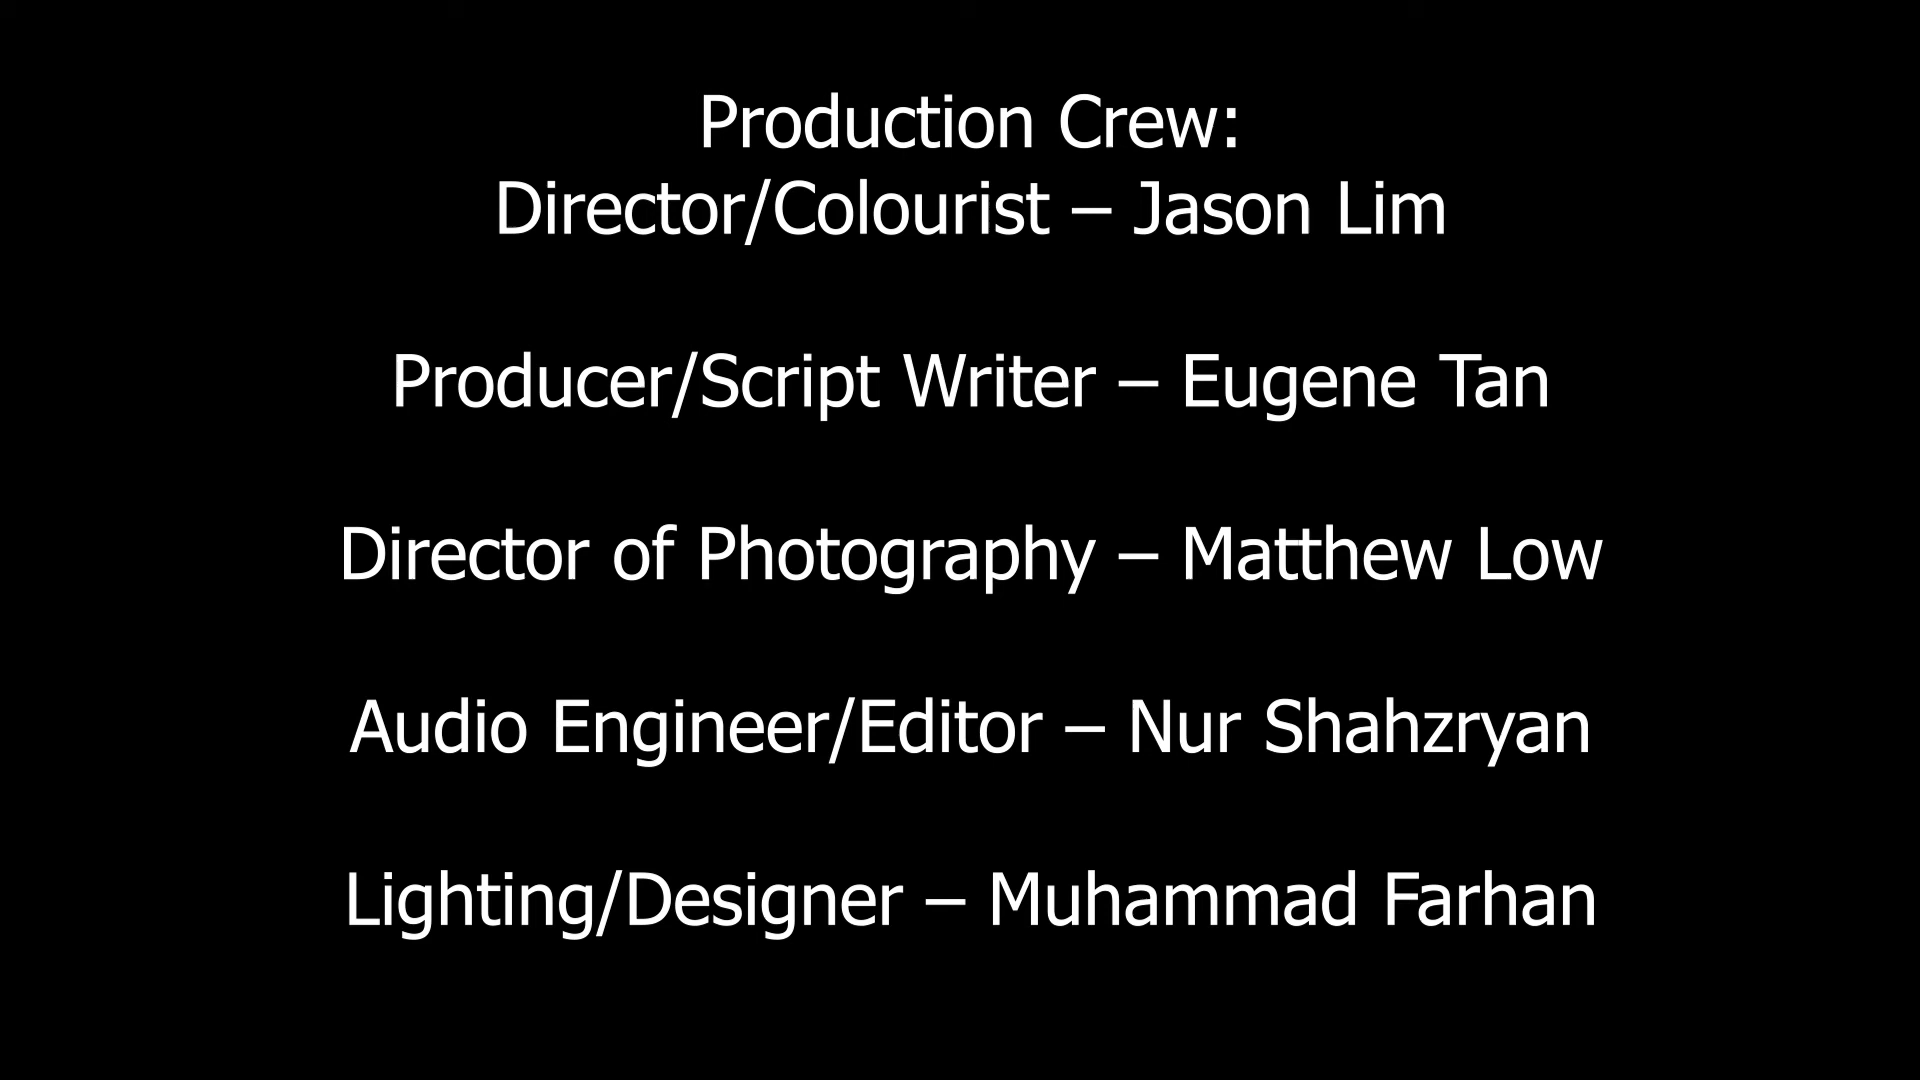 Production Crew:
Director/Colourist – Jason Lim
Producer/Script Writer – Eugene Tan
Director of Photography – Matthew Low
Audio Engineer/Editor – Nur Shahzryan
Lighting/Designer – Muhammad Farhan